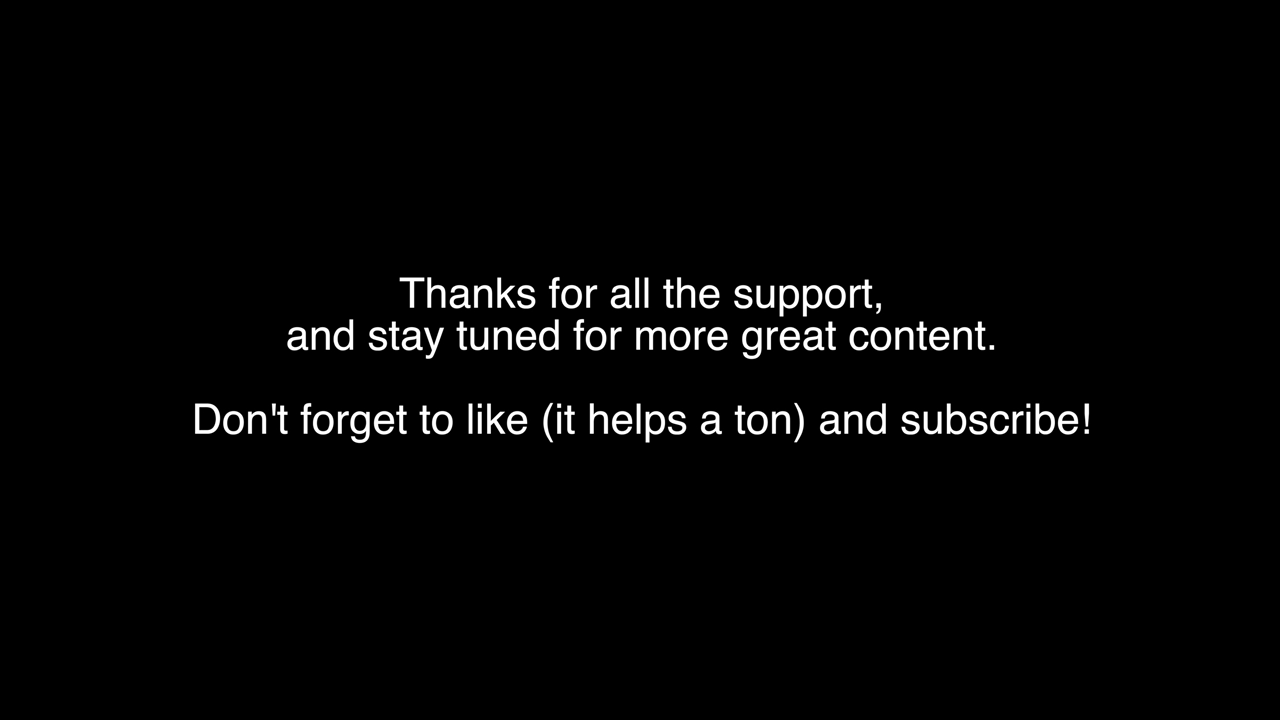 Thanks for all the support,
and stay tuned for more great content.
Don't forget to like (it helps a ton) and subscribe!